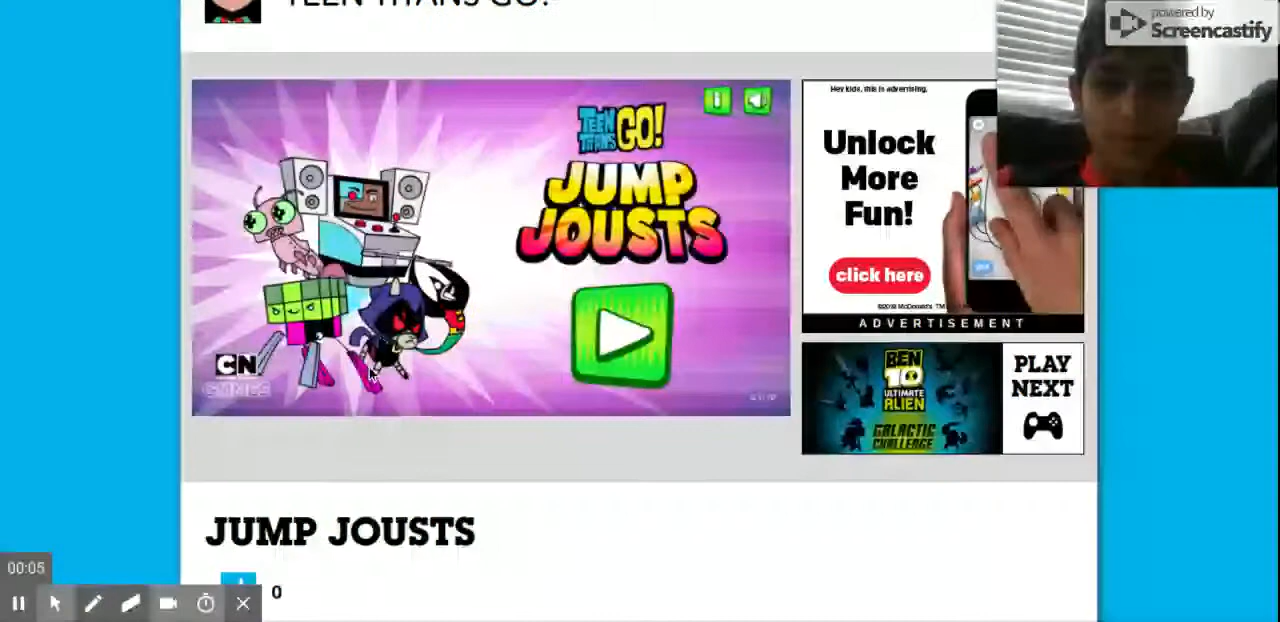 TEEN TITANS GO!
powered by
Screencastify
TEEN
TITANS GO!
JUMP
JOUSTS
CN
GAMES
Hey kids, this is advertising.
Unlock
More
Fun!
click here
ADVERTISEMENT
BEN
10
ULTIMATE
ALIEN
GALACTIC
CHALLENGE
PLAY
NEXT
JUMP JOUSTS
0
00:05